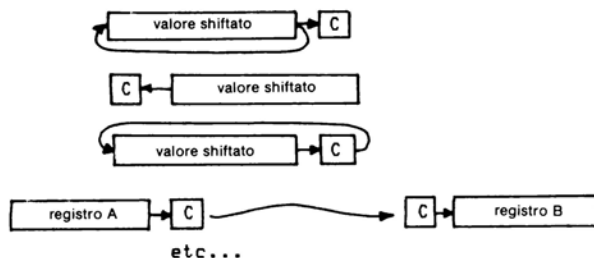 valore shiftato C
C valore shiftato
valore shiftato C
registro A C C registro B
etc...